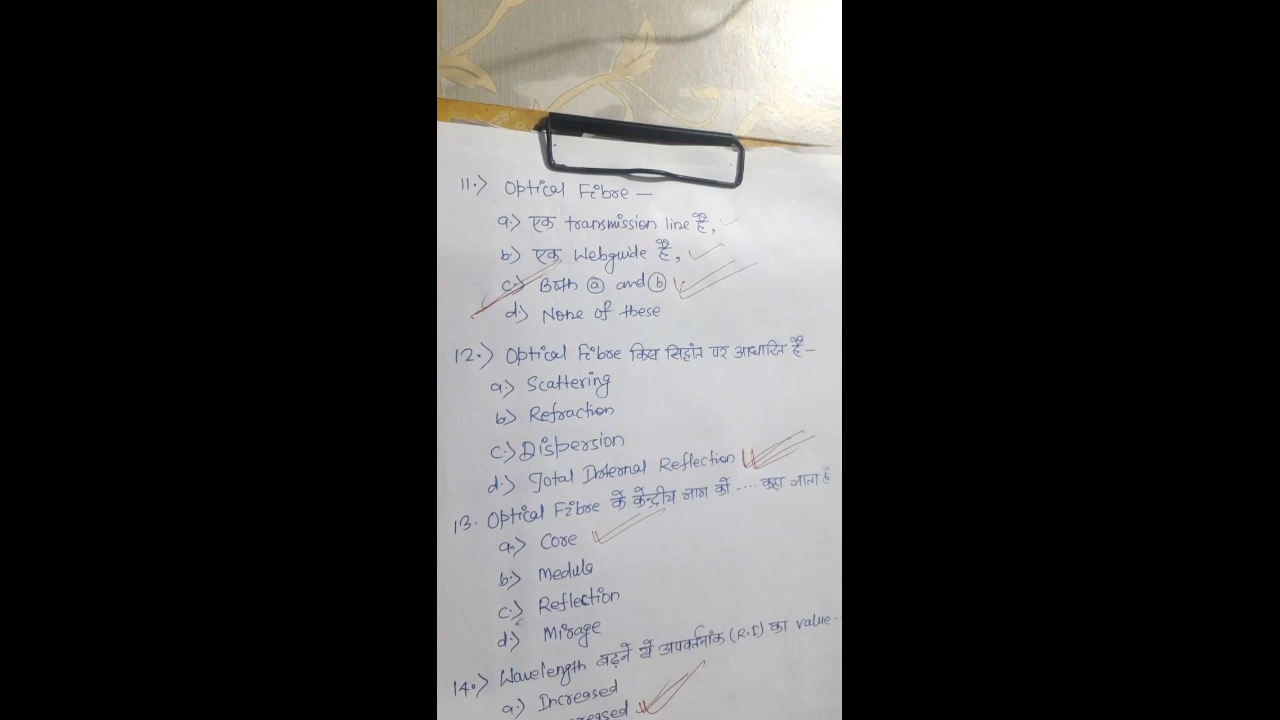 11.) Optical Fibre —
a.) एक transmission line है,
b.) एक Webguide है,
c.) Both ⓐ and ⓑ
d.) None of these
12.) Optical Fibre किस सिद्दांत पर आधारित है –
a.) Scattering
b.) Refraction
c.) Dispersion
d.) Total Internal Reflection
13. Optical Fibre के केन्द्रीय भाग को .... कहा जाता है
a.) Core
b.) Medula
c.) Reflection
d.) Mirage
14.) Wavelength बढ़ने से अपवर्तनांक (R.I) का value ..
a.) Increased